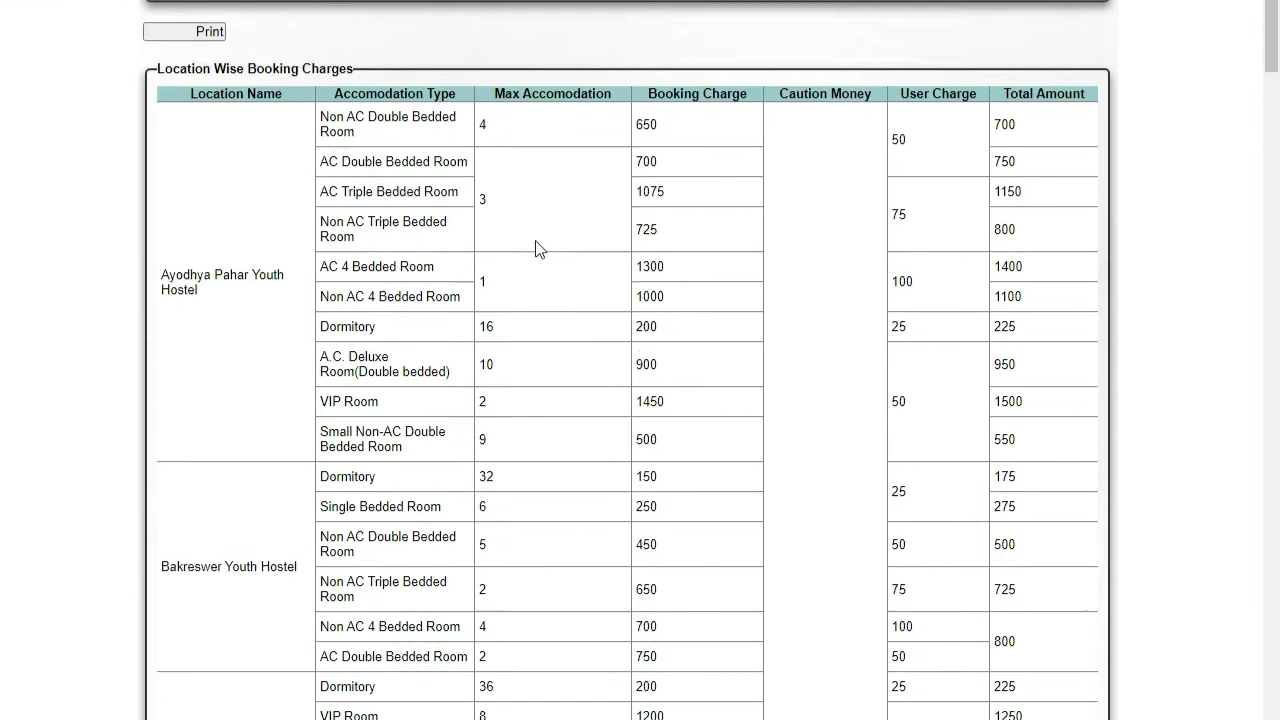 Print
Location Wise Booking Charges
Location Name Accomodation Type Max Accomodation Booking Charge Caution Money User Charge Total Amount
Ayodhya Pahar Youth
Hostel
Non AC Double Bedded
Room
4
650
50
700
AC Double Bedded Room
3
700
750
AC Triple Bedded Room
1075
75
1150
Non AC Triple Bedded
Room
725
800
AC 4 Bedded Room
1
1300
100
1400
Non AC 4 Bedded Room
1000
1100
Dormitory
16
200
25
225
A.C. Deluxe
Room(Double bedded)
10
900
50
950
VIP Room
2
1450
1500
Small Non-AC Double
Bedded Room
9
500
550
Bakreswer Youth Hostel
Dormitory
32
150
25
175
Single Bedded Room
6
250
275
Non AC Double Bedded
Room
5
450
50
500
Non AC Triple Bedded
Room
2
650
75
725
Non AC 4 Bedded Room
4
700
100
800
AC Double Bedded Room
2
750
50
Dormitory
36
200
25
225
VIP Room
8
1200
1250